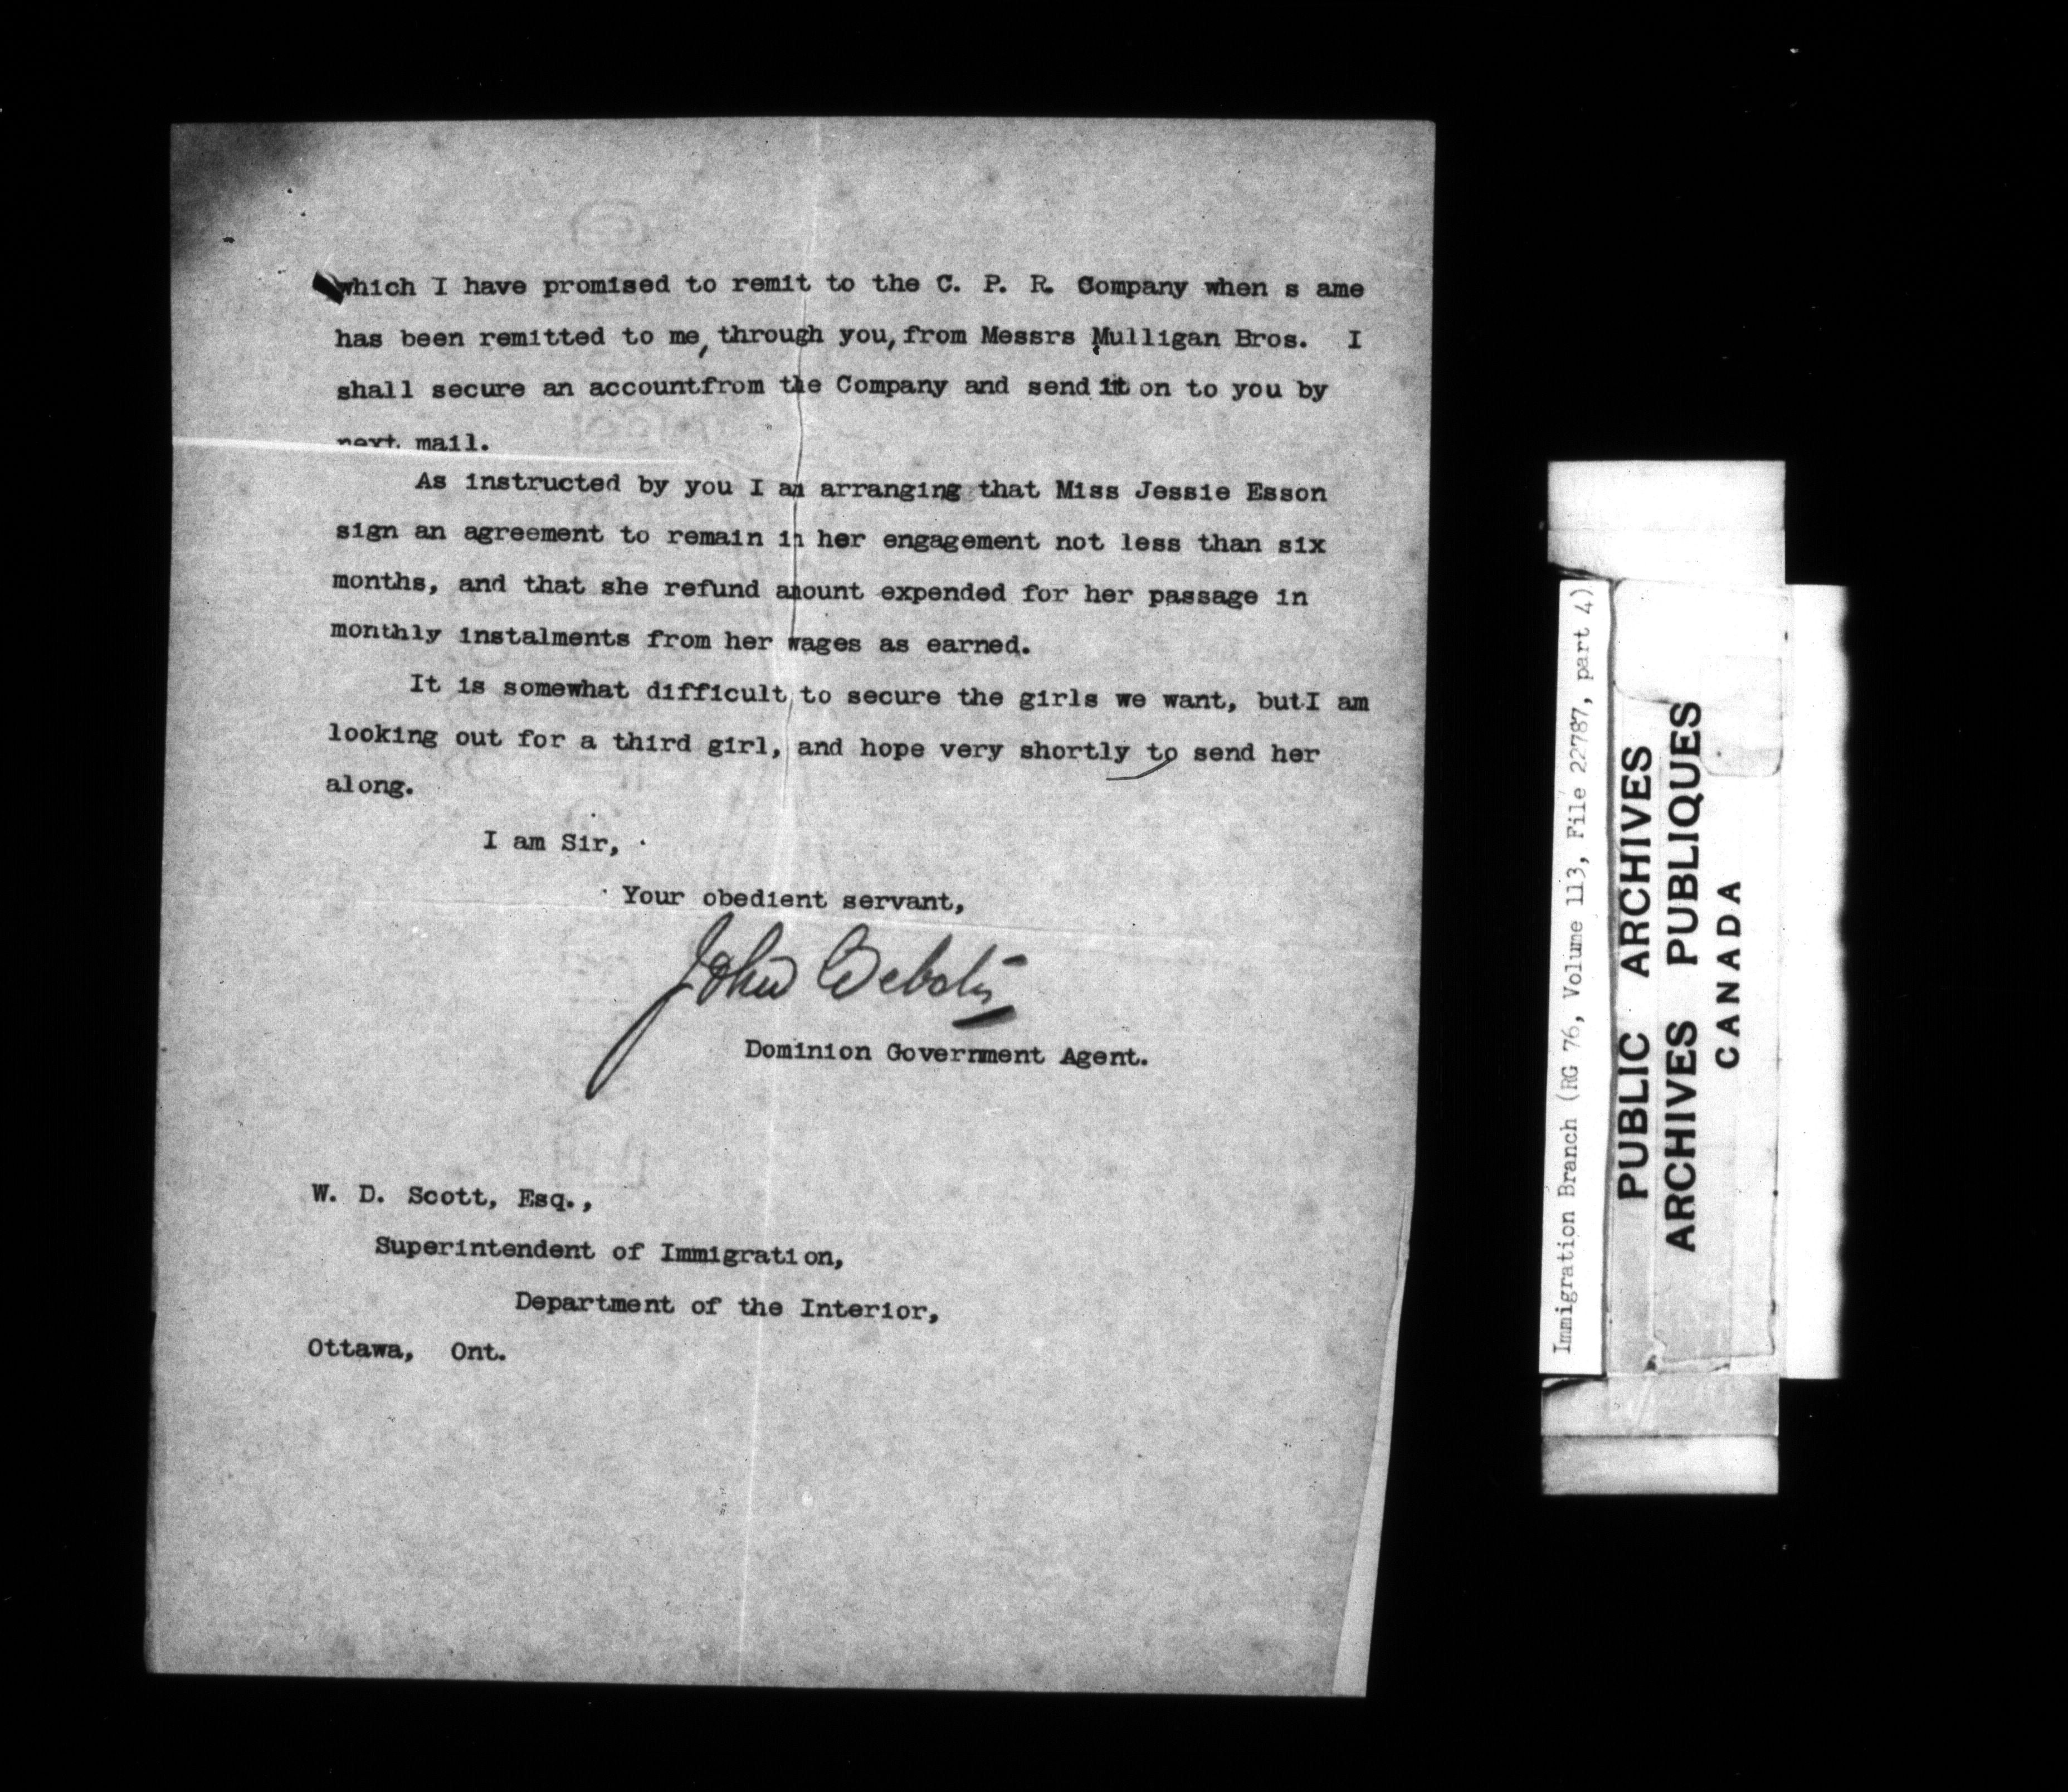 which I have promised to remit to the C. P. R. Company when s ame
has been remitted to me, through you, from Messrs Mulligan Bros. I
shall secure an accountfrom the Company and send it on to you by
next mail.
As instructed by you I am arranging that Miss Jessie Esson
sign an agreement to remain in her engagement not less than six
months, and that she refund amount expended for her passage in
monthly instalments from her wages as earned.
It is somewhat difficult to secure the girls we want, but I am
looking out for a third girl, and hope very shortly to send her
along.
I am Sir,
Your obedient servant,
John Webster
Dominion Government Agent.
W. D. Scott, Esq.,
Superintendent of Immigration,
Department of the Interior,
Ottawa, Ont.
Immigration Branch (RG 76, Volume 113, File 22787, part 4)
PUBLIC ARCHIVES
ARCHIVES PUBLIQUES
CANADA